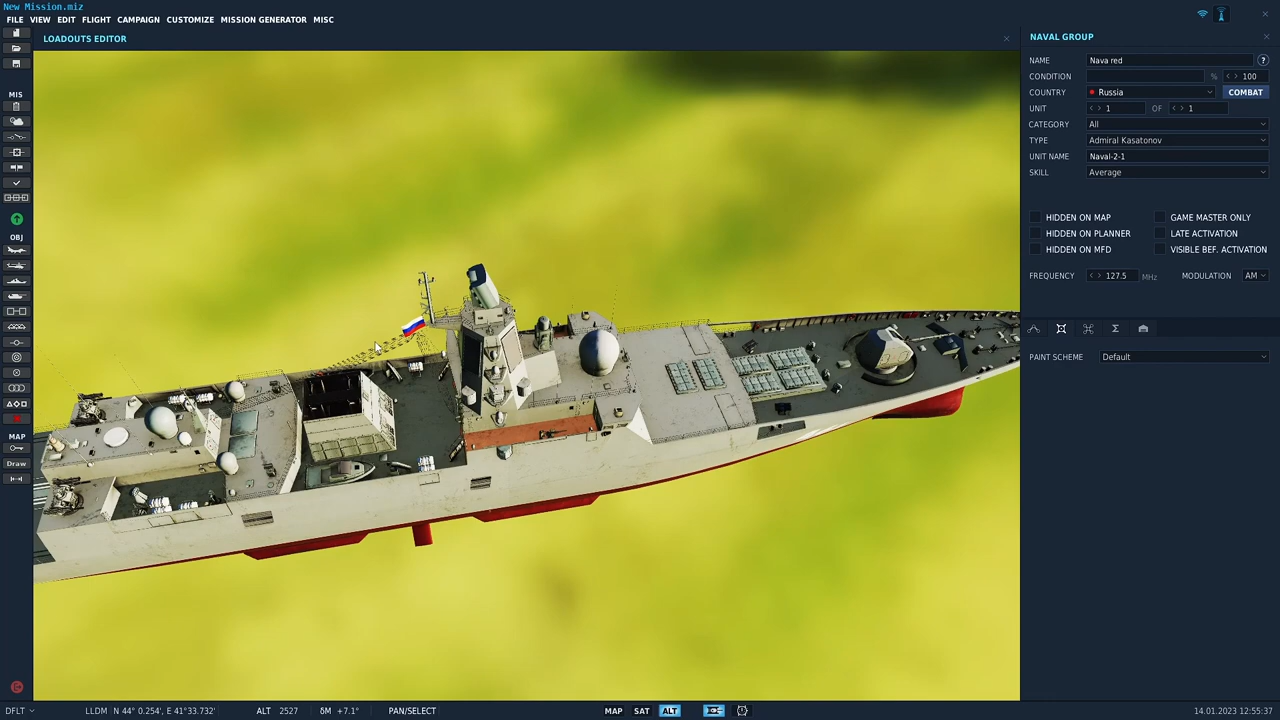 New Mission.miz
FILE VIEW EDIT FLIGHT CAMPAIGN CUSTOMIZE MISSION GENERATOR MISC
LOADOUTS EDITOR
MIS
OBJ
MAP
Draw
NAVAL GROUP
NAME Nava red ?
CONDITION % < > 100
COUNTRY Russia COMBAT
UNIT < > 1 OF < > 1
CATEGORY All
TYPE Admiral Kasatonov
UNIT NAME Naval-2-1
SKILL Average
HIDDEN ON MAP GAME MASTER ONLY
HIDDEN ON PLANNER LATE ACTIVATION
HIDDEN ON MFD VISIBLE BEF. ACTIVATION
FREQUENCY < > 127.5 MHz MODULATION AM
PAINT SCHEME Default
DFLT LLDM N 44° 0.254', E 41°33.732' ALT 2527 δM +7.1° PAN/SELECT MAP SAT ALT 14.01.2023 12:55:37